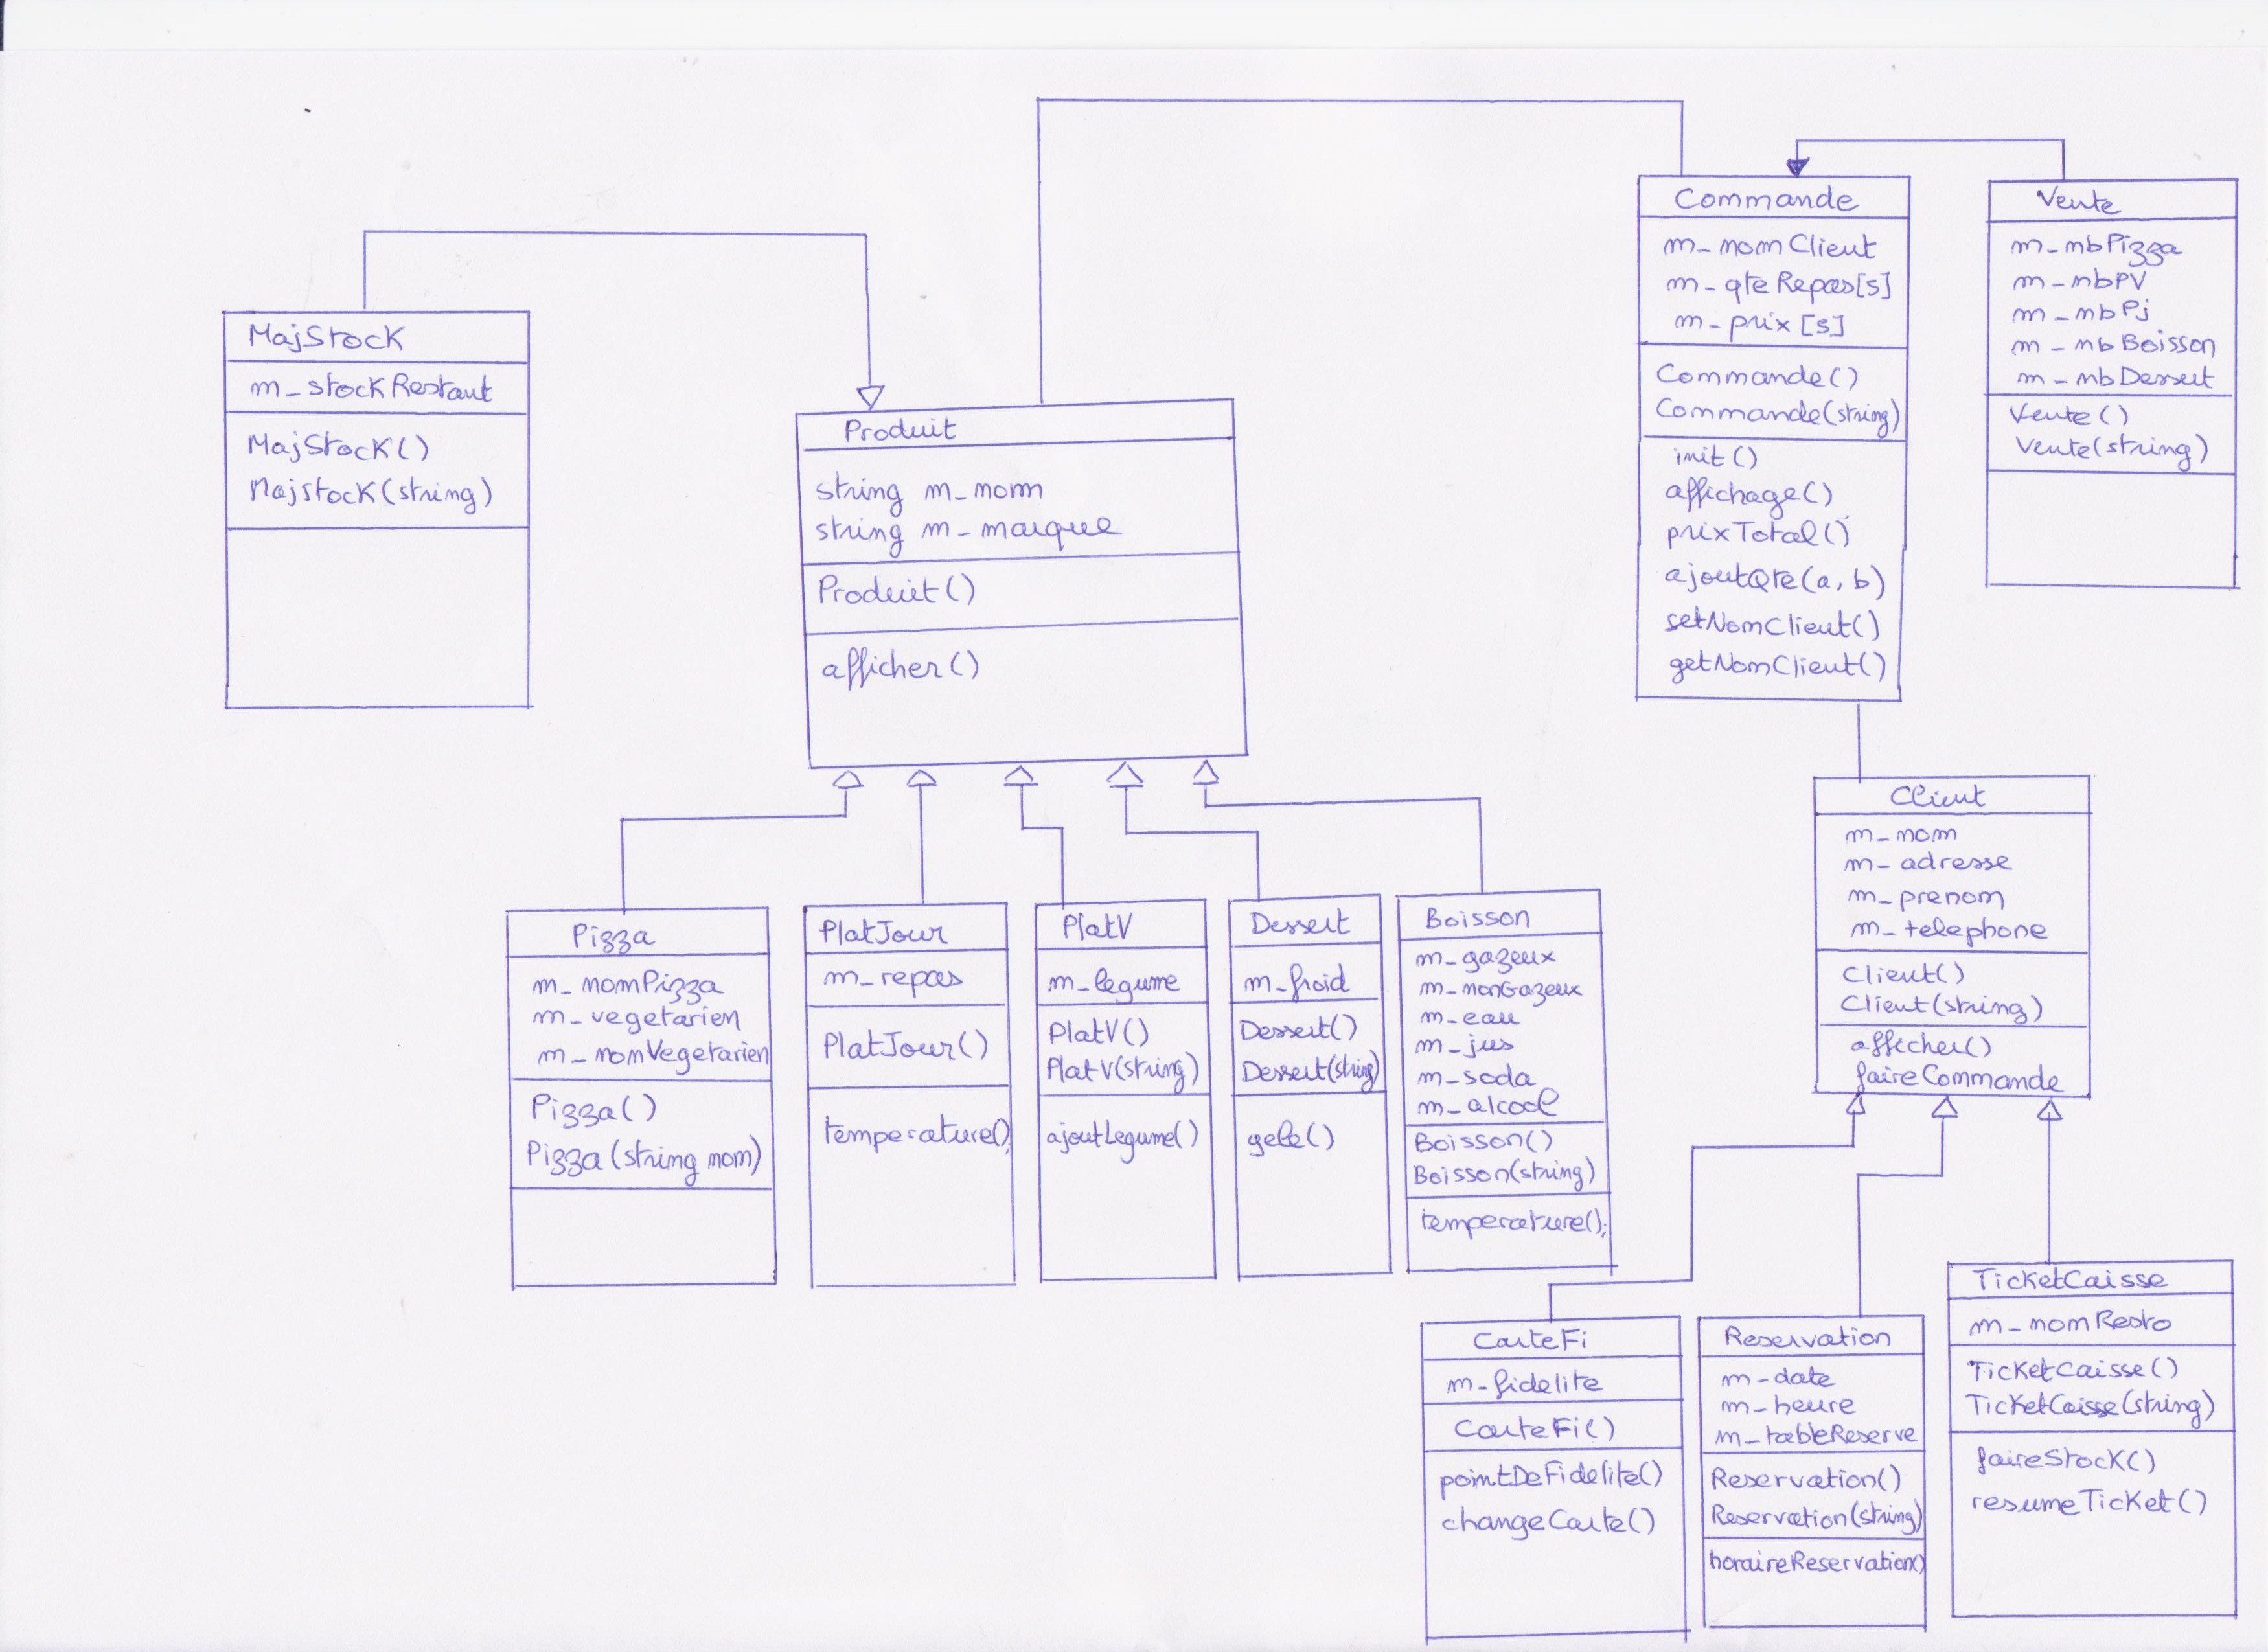 MajStock
m_stockRestant
MajStock()
MajStock(string)
Produit
string m_nom
string m_marque
Produit()
afficher()
Commande
m_nomClient
m_qteRepas[5]
m_prix[5]
Commande()
Commande(string)
init()
affichage()
prixTotal()
ajoutQte(a, b)
setNomClient()
getNomClient()
Vente
m_nbPizza
m_nbPV
m_nbPj
m_nbBoisson
m_nbDessert
Vente()
Vente(string)
Client
m_nom
m_adresse
m_prenom
m_telephone
Client()
Client(string)
afficher()
faireCommande
Pizza
m_nomPizza
m_vegetarien
m_nonVegetarien
Pizza()
Pizza(string nom)
PlatJour
m_repas
PlatJour()
temperature();
PlatV
m_legume
PlatV()
PlatV(string)
ajoutLegume()
Dessert
m_froid
Dessert()
Dessert(string)
gele()
Boisson
m_gazeux
m_nonGazeux
m_eau
m_jus
m_soda
m_alcool
Boisson()
Boisson(string)
temperature();
CarteFi
m_fidelite
CarteFi()
pointDeFidelite()
changeCarte()
Reservation
m_date
m_heure
m_tableReserve
Reservation()
Reservation(string)
horaireReservation()
TicketCaisse
m_nomResto
TicketCaisse()
TicketCaisse(string)
faireStock()
resumeTicket()